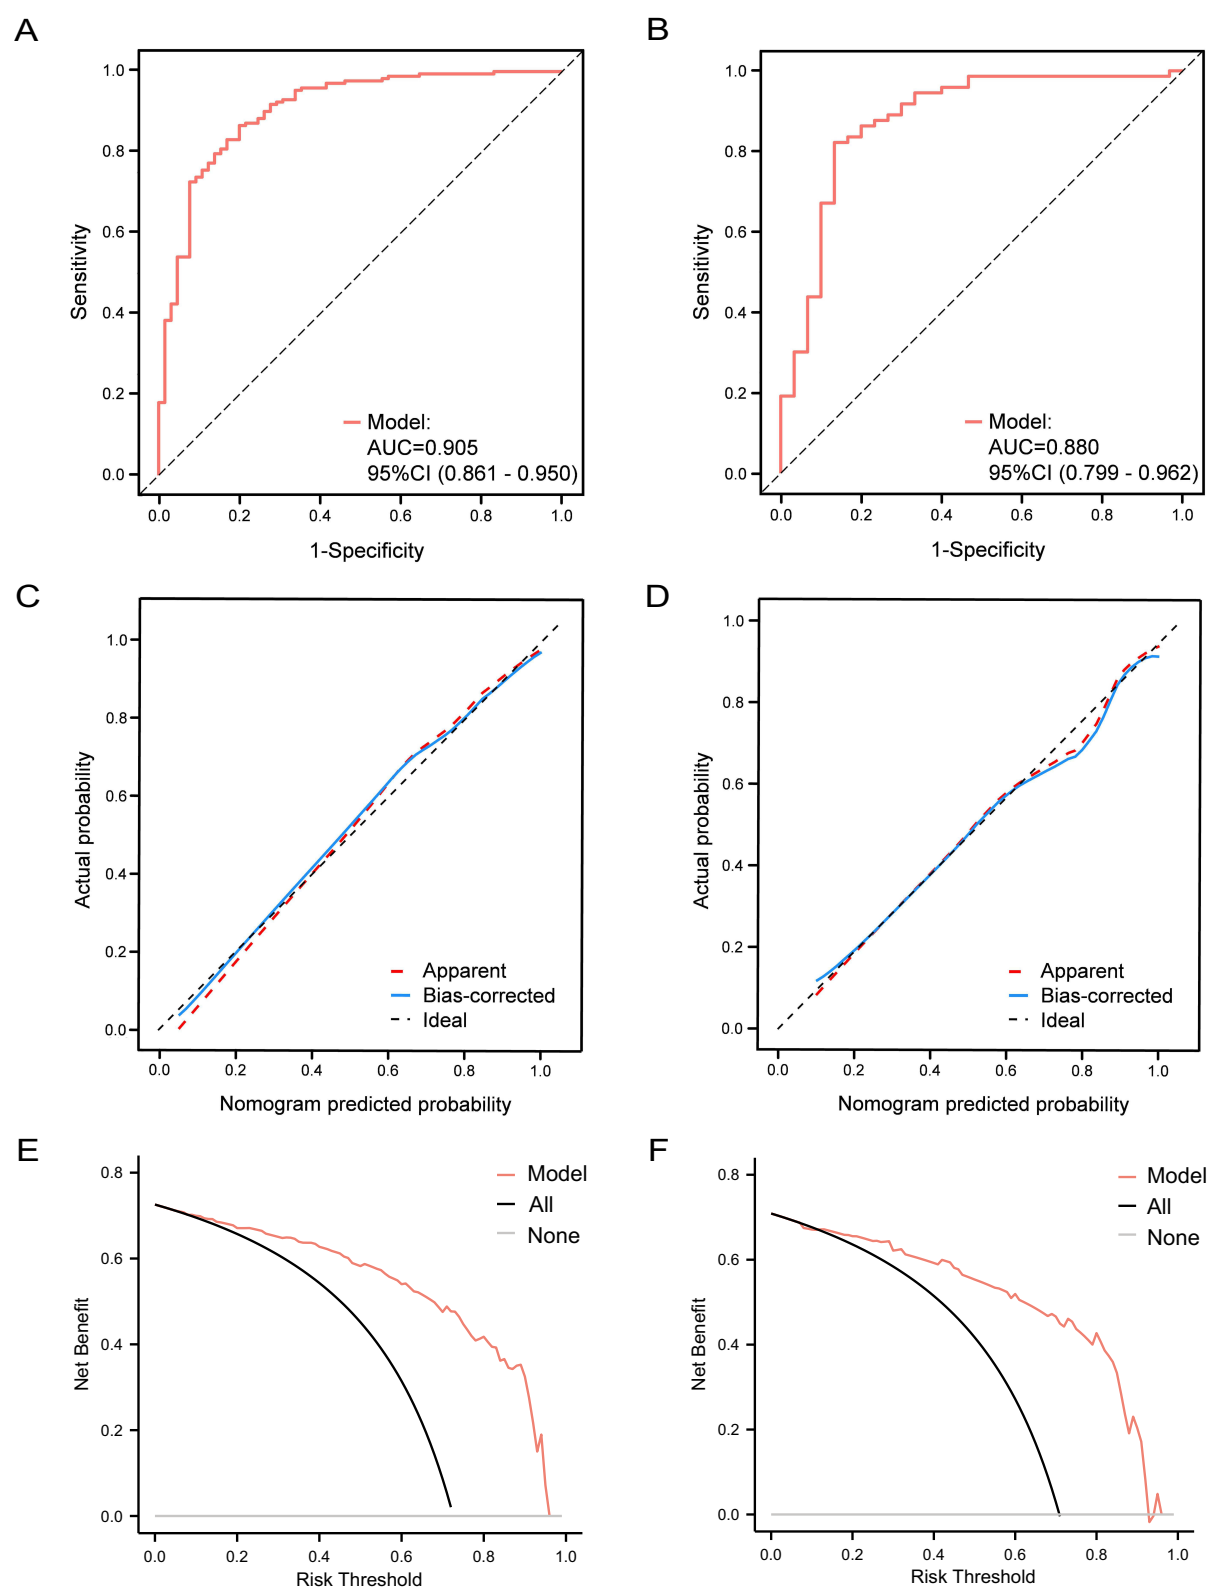 A
1.0
0.8
0.6
0.4
0.2
0.0
Sensitivity
Model:
AUC=0.905
95%CI (0.861 - 0.950)
0.0 0.2 0.4 0.6 0.8 1.0
1-Specificity
B
1.0
0.8
0.6
0.4
0.2
0.0
Sensitivity
Model:
AUC=0.880
95%CI (0.799 - 0.962)
0.0 0.2 0.4 0.6 0.8 1.0
1-Specificity
C
1.0
0.8
0.6
0.4
0.2
0.0
Actual probability
Apparent
Bias-corrected
Ideal
0.0 0.2 0.4 0.6 0.8 1.0
Nomogram predicted probability
D
1.0
0.8
0.6
0.4
0.2
0.0
Actual probability
Apparent
Bias-corrected
Ideal
0.0 0.2 0.4 0.6 0.8 1.0
Nomogram predicted probability
E
0.8
0.6
0.4
0.2
0.0
Net Benefit
Model
All
None
0.0 0.2 0.4 0.6 0.8 1.0
Risk Threshold
F
0.8
0.6
0.4
0.2
0.0
Net Benefit
Model
All
None
0.0 0.2 0.4 0.6 0.8 1.0
Risk Threshold